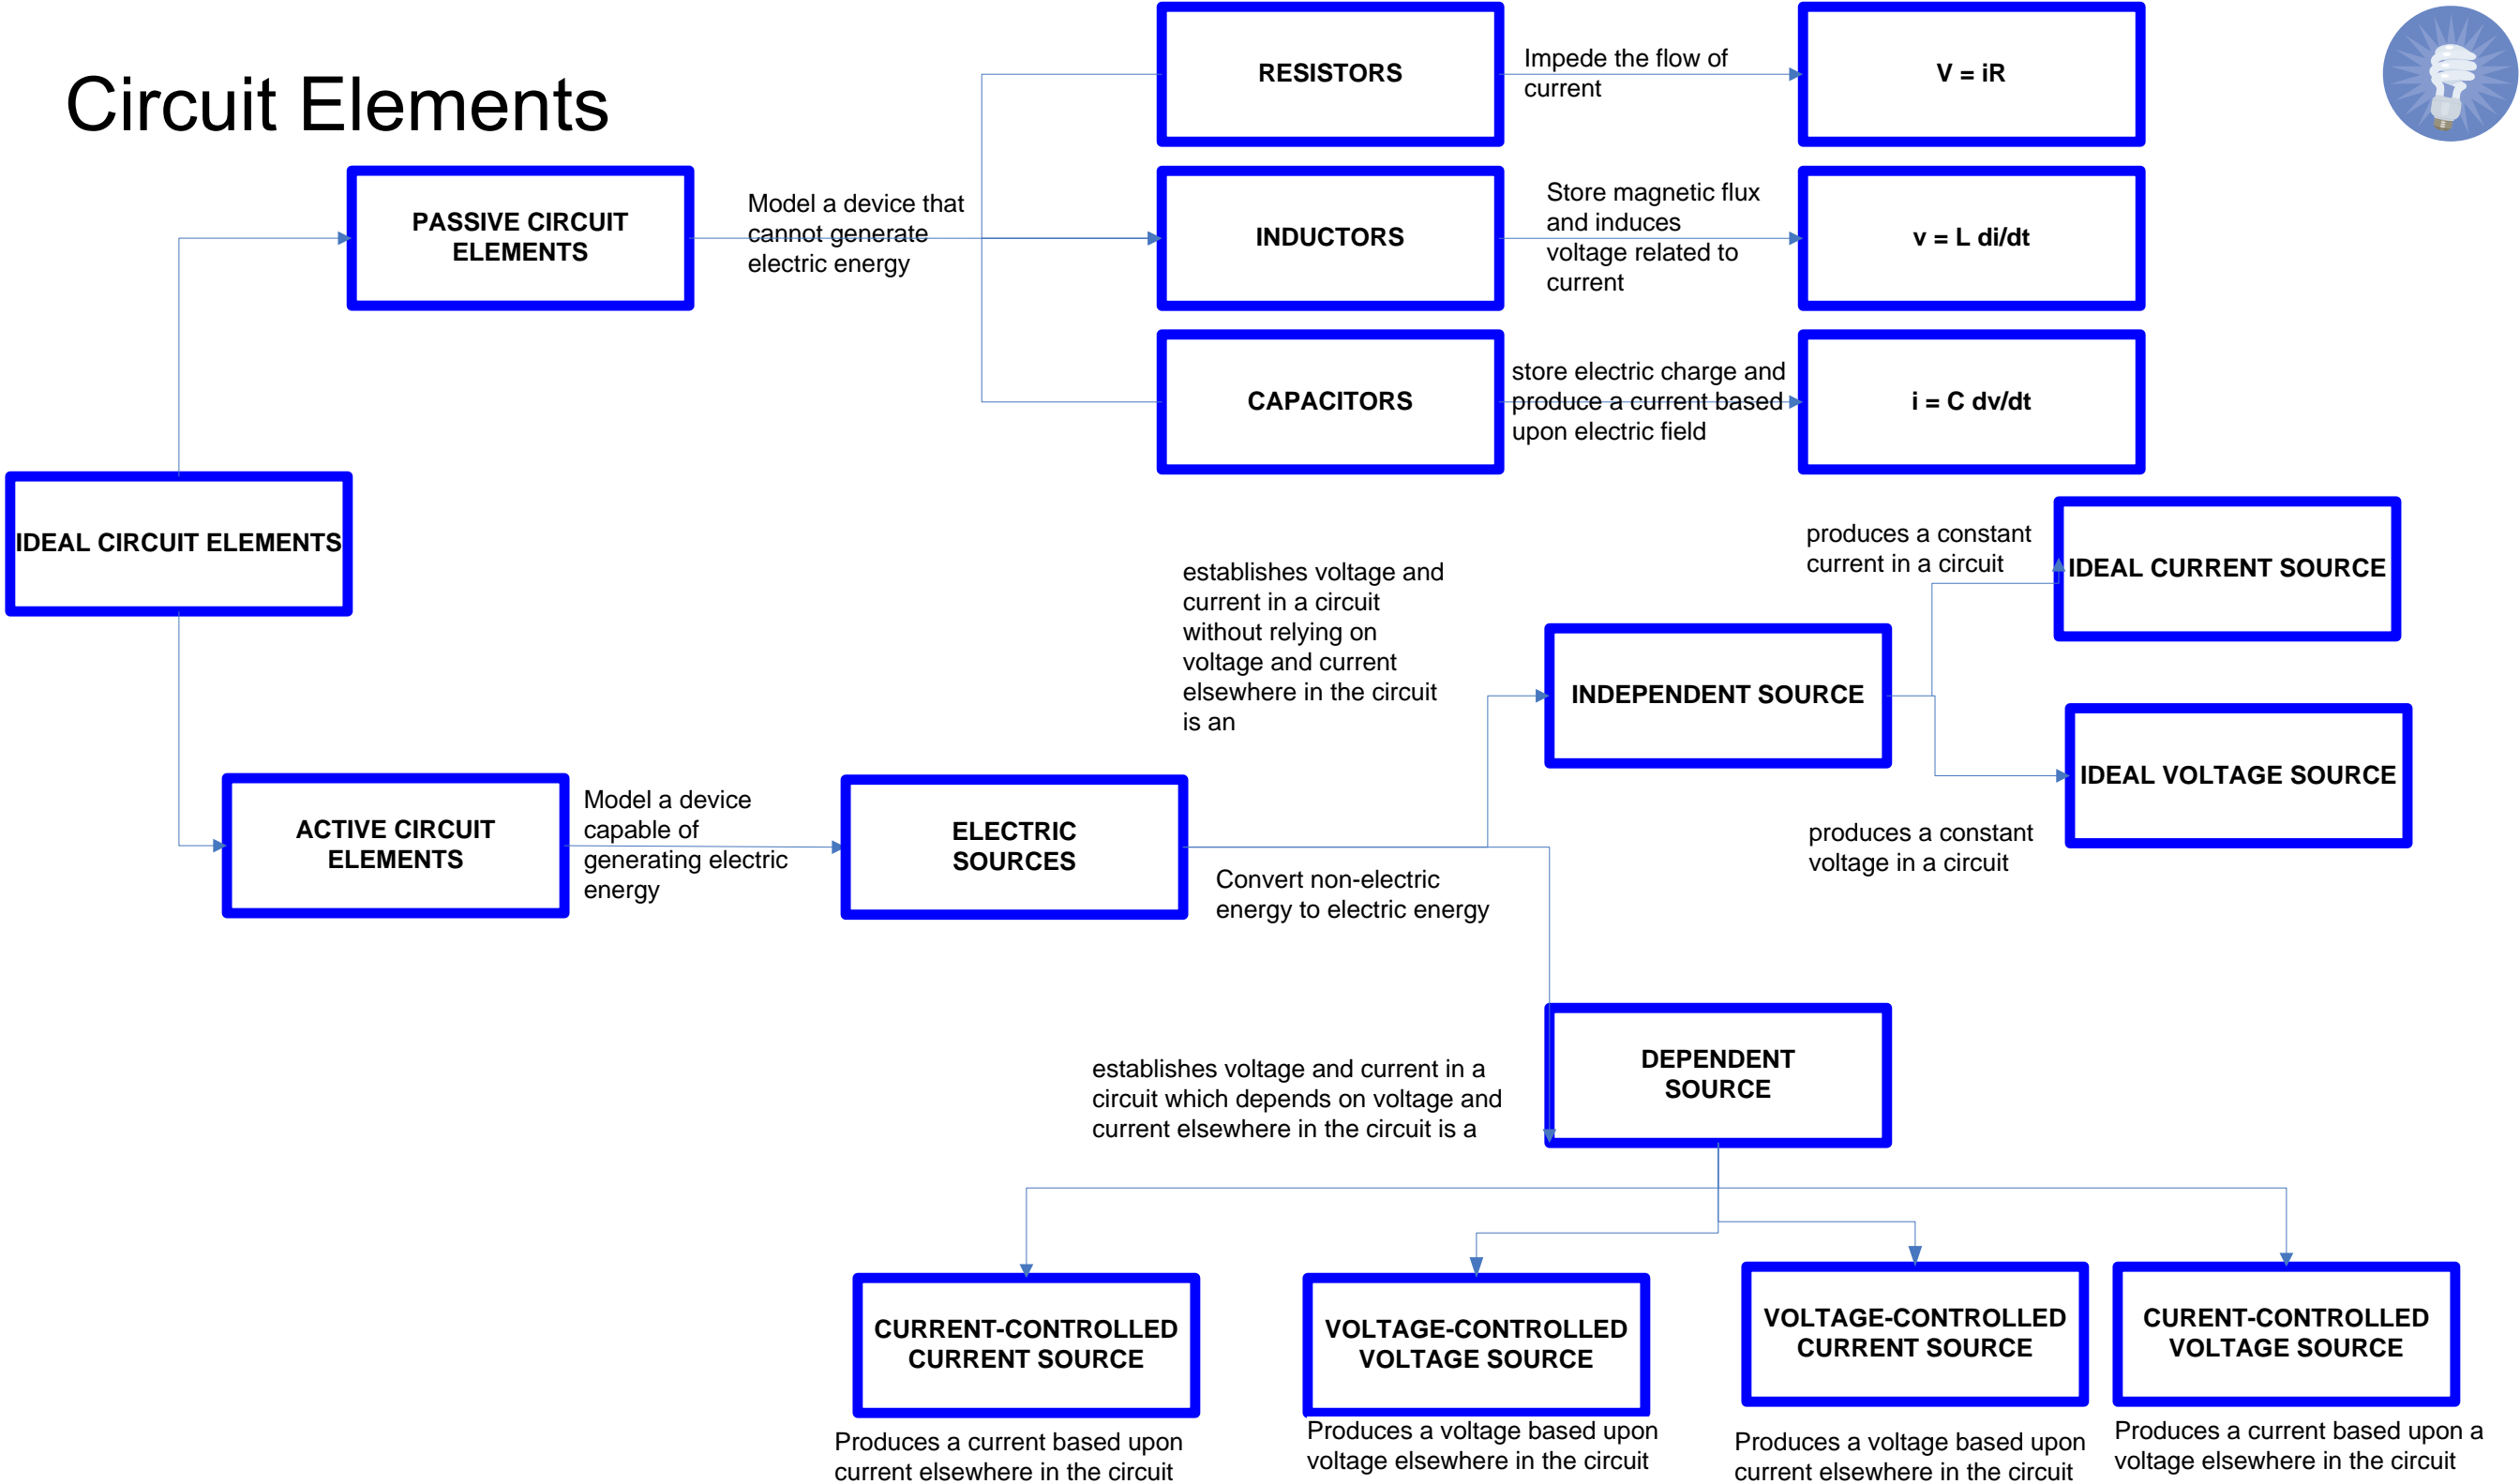 Circuit Elements
RESISTORS
Impede the flow of
current
V = iR
PASSIVE CIRCUIT
ELEMENTS
Model a device that
cannot generate
electric energy
INDUCTORS
Store magnetic flux
and induces
voltage related to
current
v = L di/dt
CAPACITORS
store electric charge and
produce a current based
upon electric field
i = C dv/dt
IDEAL CIRCUIT ELEMENTS
establishes voltage and
current in a circuit
without relying on
voltage and current
elsewhere in the circuit
is an
INDEPENDENT SOURCE
produces a constant
current in a circuit
IDEAL CURRENT SOURCE
IDEAL VOLTAGE SOURCE
produces a constant
voltage in a circuit
ACTIVE CIRCUIT
ELEMENTS
Model a device
capable of
generating electric
energy
ELECTRIC
SOURCES
Convert non-electric
energy to electric energy
establishes voltage and current in a
circuit which depends on voltage and
current elsewhere in the circuit is a
DEPENDENT
SOURCE
CURRENT-CONTROLLED
CURRENT SOURCE
Produces a current based upon
current elsewhere in the circuit
VOLTAGE-CONTROLLED
VOLTAGE SOURCE
Produces a voltage based upon
voltage elsewhere in the circuit
VOLTAGE-CONTROLLED
CURRENT SOURCE
Produces a voltage based upon
current elsewhere in the circuit
CURENT-CONTROLLED
VOLTAGE SOURCE
Produces a current based upon a
voltage elsewhere in the circuit